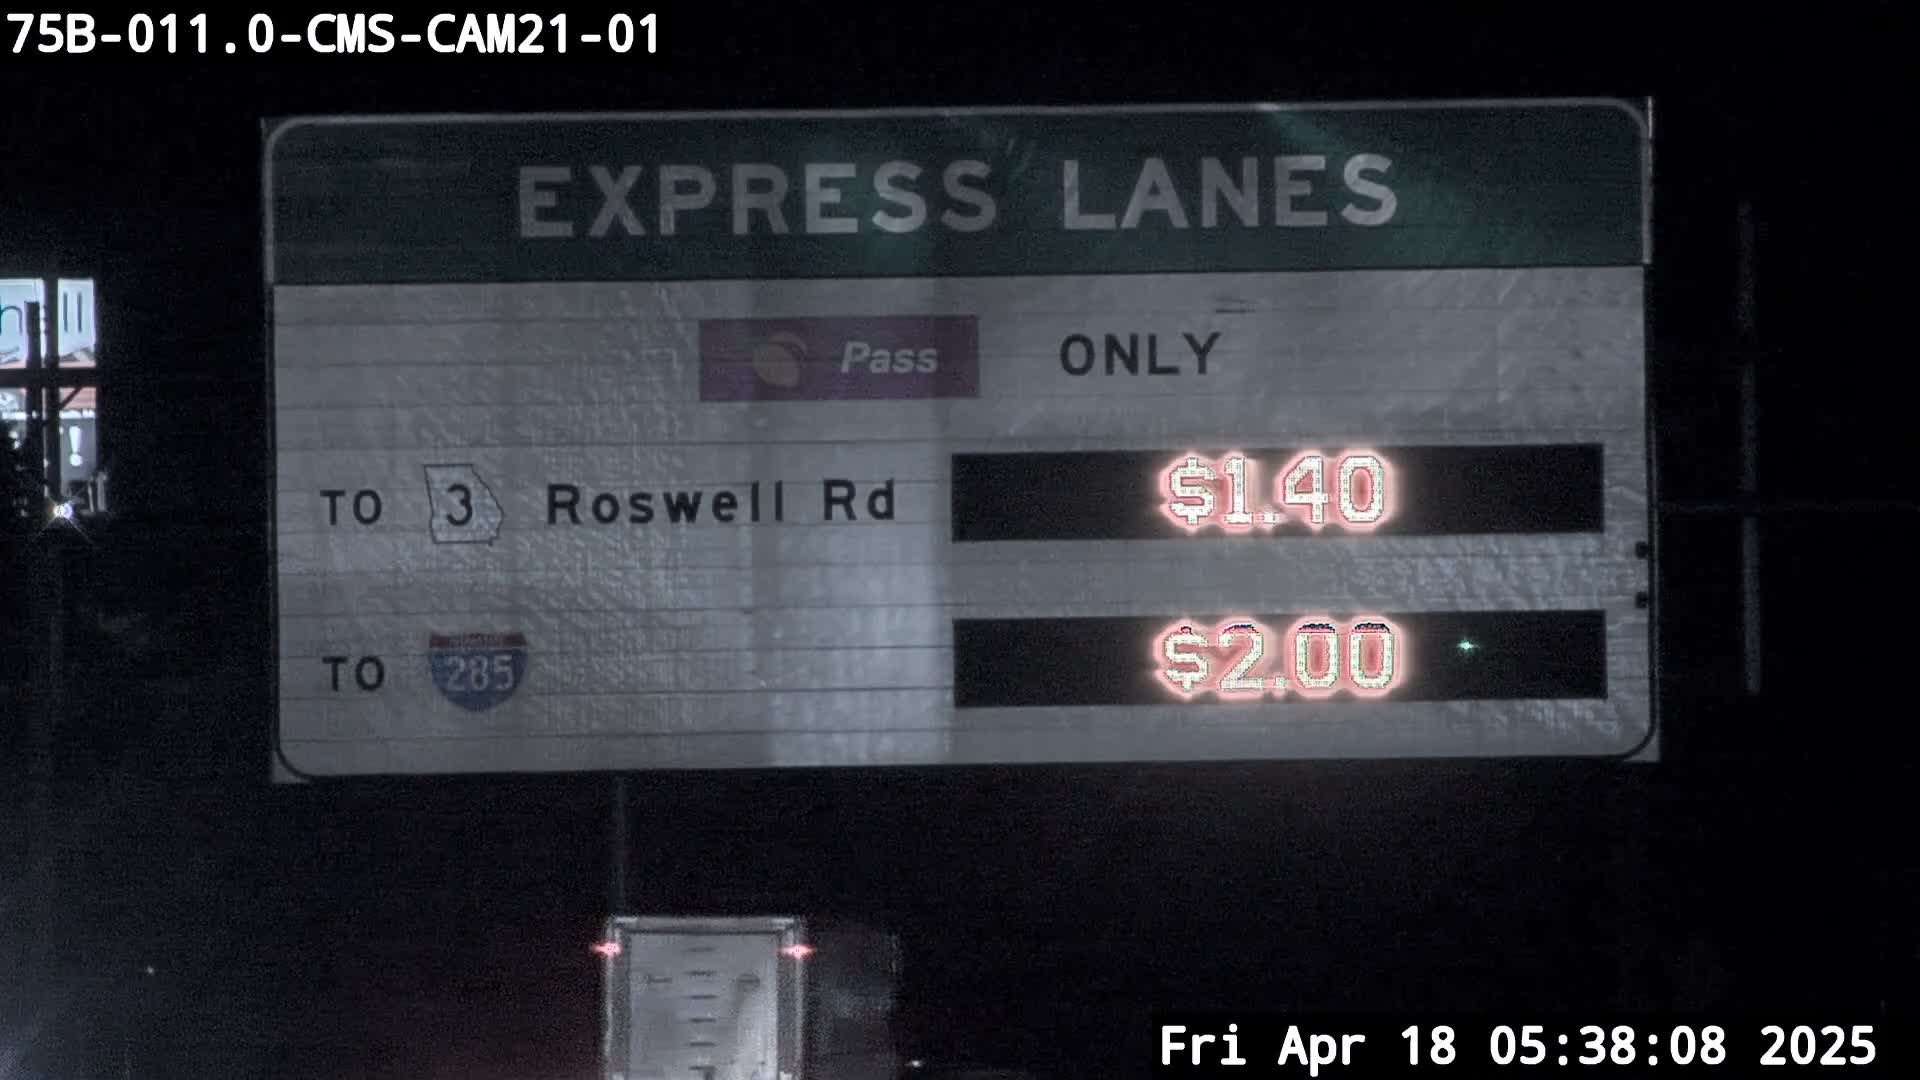 75B-011.0-CMS-CAM21-01
EXPRESS LANES
Pass ONLY
TO 3 Roswell Rd $1.40
TO 285 $2.00
Fri Apr 18 05:38:08 2025